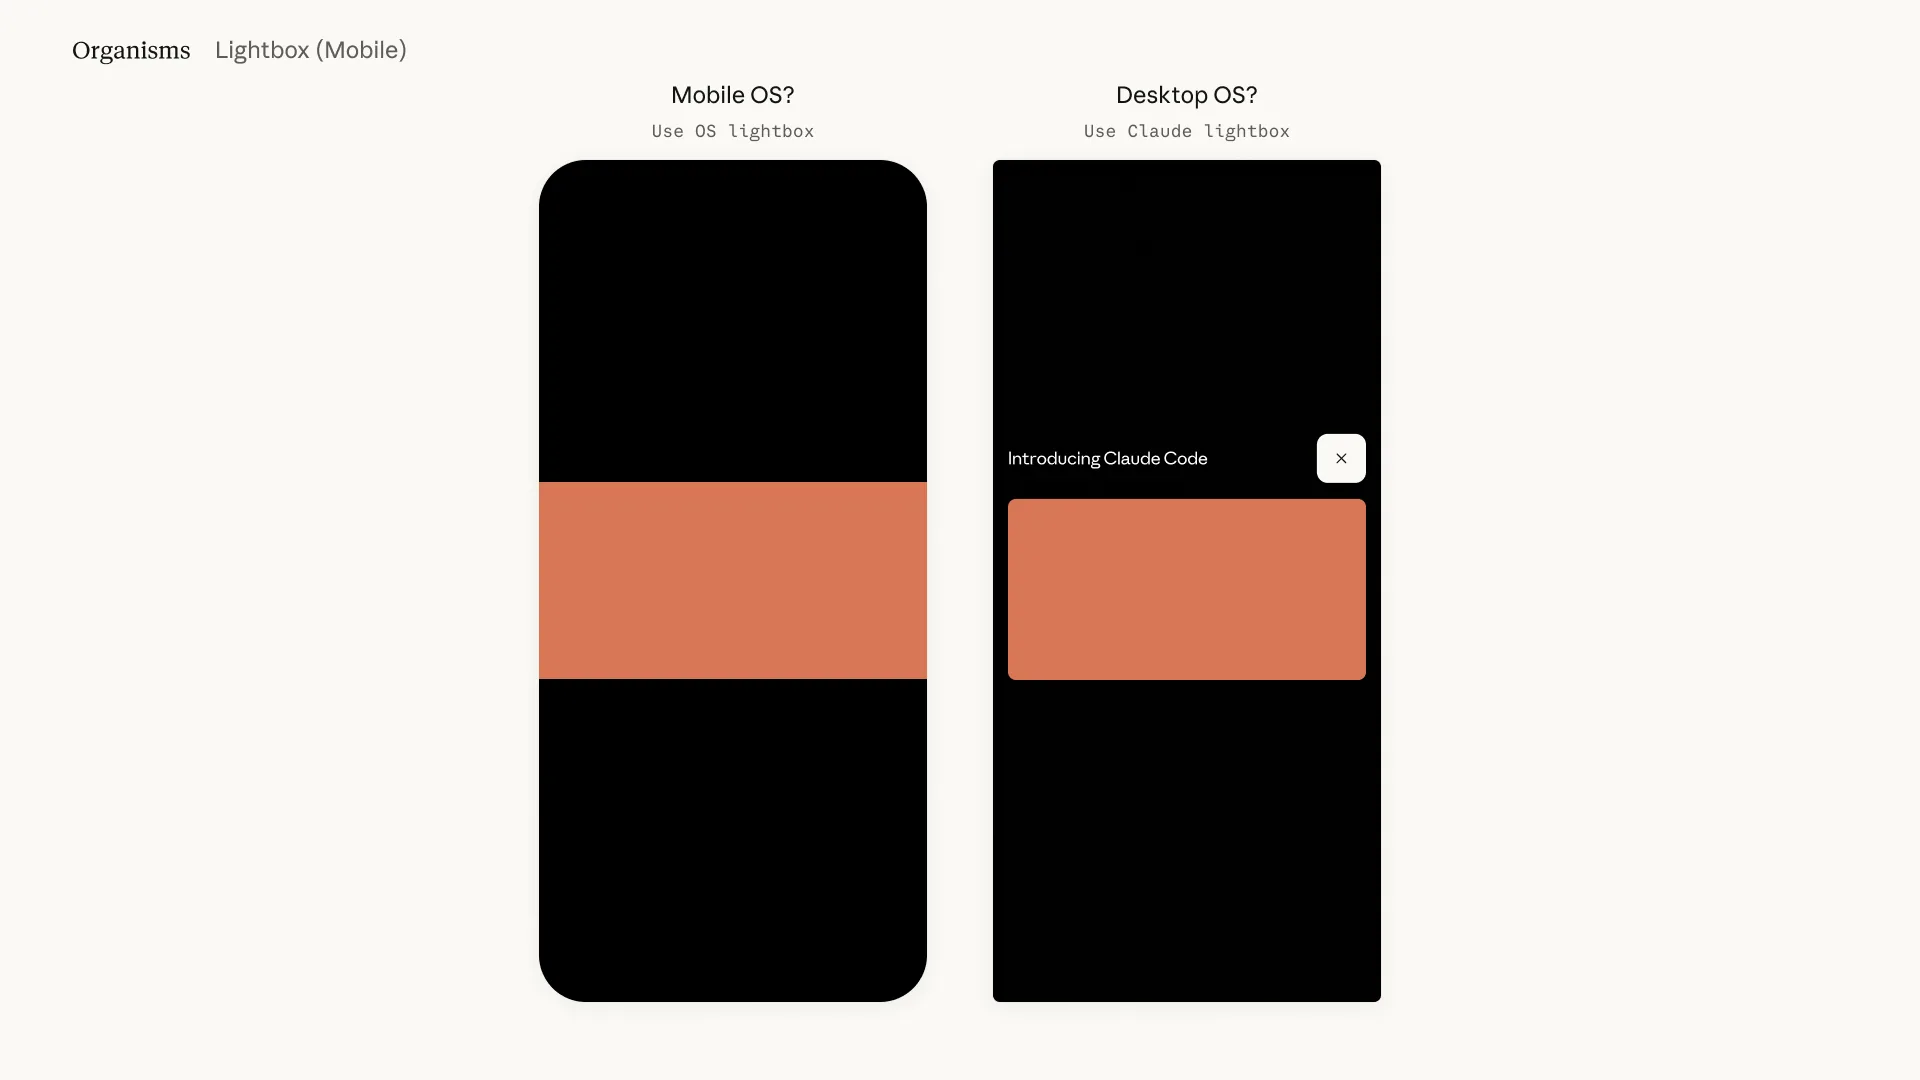 Organisms Lightbox (Mobile)
Mobile OS?
Use OS lightbox
Desktop OS?
Use Claude lightbox
Introducing Claude Code